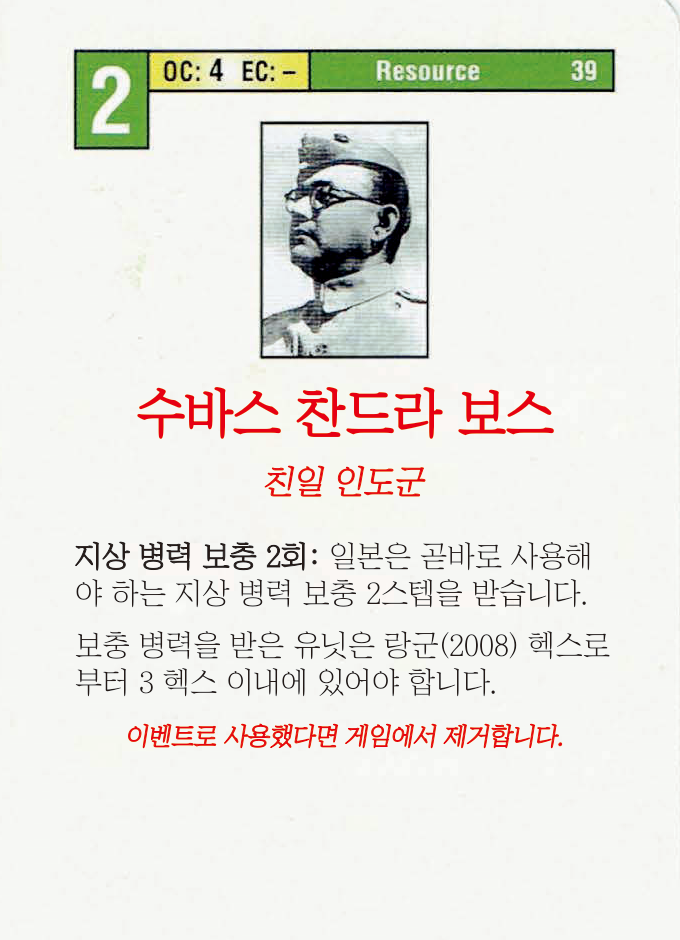 2 OC: 4 EC: – Resource 39
수바스 찬드라 보스
친일 인도군
지상 병력 보충 2회: 일본은 곧바로 사용해
야 하는 지상 병력 보충 2스텝을 받습니다.
보충 병력을 받은 유닛은 랑군(2008) 헥스로
부터 3 헥스 이내에 있어야 합니다.
이벤트로 사용했다면 게임에서 제거합니다.